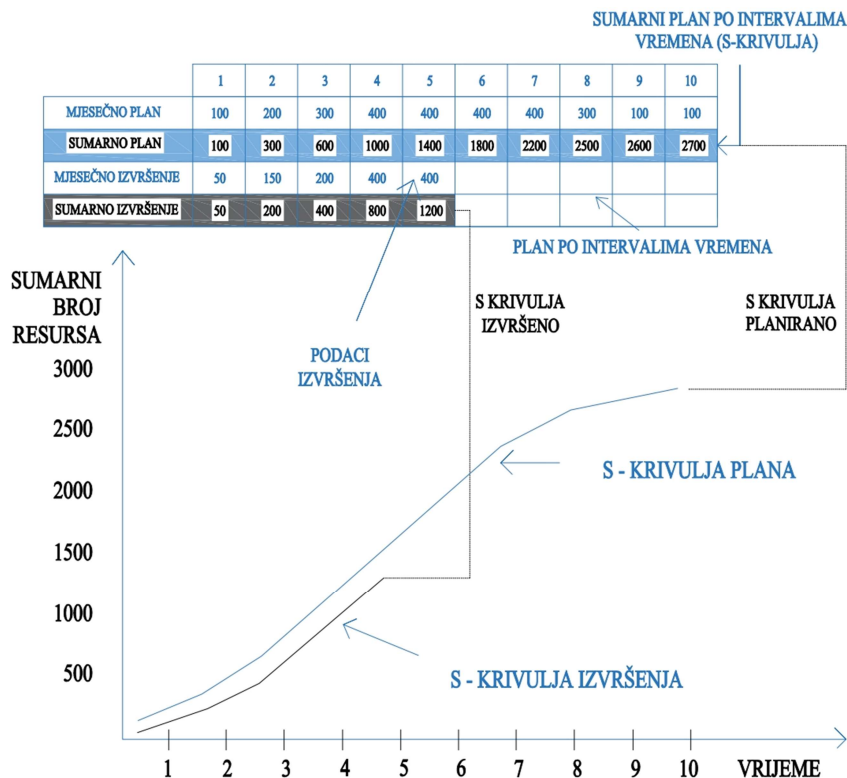 SUMARNI PLAN PO INTERVALIMA
VREMENA (S-KRIVULJA)
1 2 3 4 5 6 7 8 9 10
MJESEČNO PLAN 100 200 300 400 400 400 400 300 100 100
SUMARNO PLAN 100 300 600 1000 1400 1800 2200 2500 2600 2700
MJESEČNO IZVRŠENJE 50 150 200 400 400
SUMARNO IZVRŠENJE 50 200 400 800 1200
PLAN PO INTERVALIMA VREMENA
SUMARNI
BROJ
RESURSA
S KRIVULJA
IZVRŠENO
S KRIVULJA
PLANIRANO
PODACI
IZVRŠENJA
3000
2500
S - KRIVULJA PLANA
2000
1500
1000
500
S - KRIVULJA IZVRŠENJA
1 2 3 4 5 6 7 8 9 10 VRIJEME